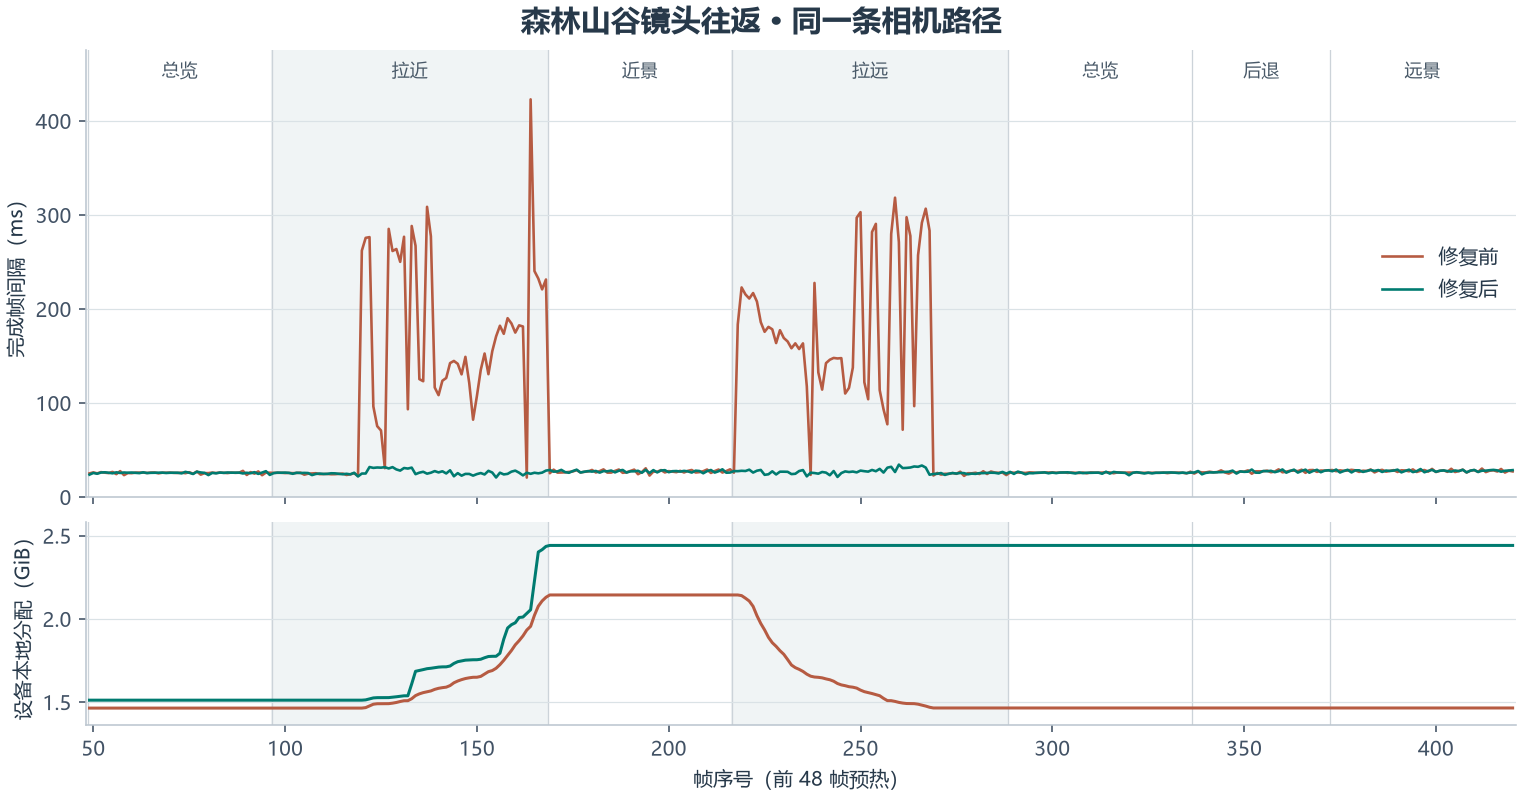 森林山谷镜头往返·同一条相机路径
总览 拉近 近景 拉远 总览 后退 远景
完成帧间隔（ms）
400
300
200
100
0
修复前
修复后
设备本地分配（GiB）
2.5
2.0
1.5
50 100 150 200 250 300 350 400
帧序号（前 48 帧预热）